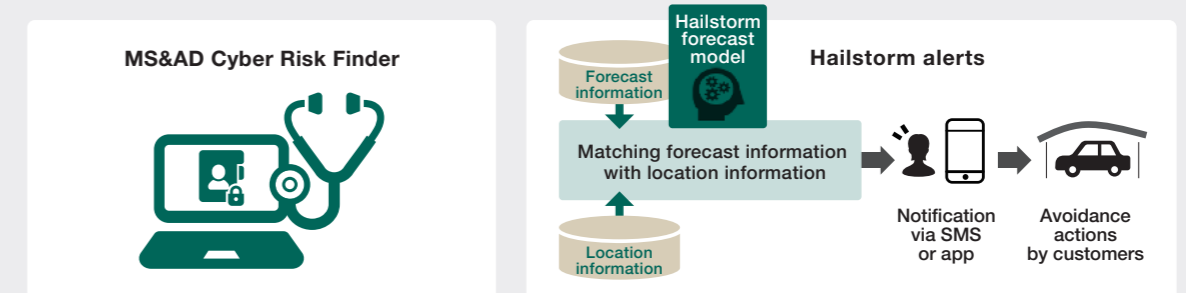 MS&AD Cyber Risk Finder
Hailstorm
forecast
model
Hailstorm alerts
Forecast
information
Matching forecast information
with location information
Location
information
Notification
via SMS
or app
Avoidance
actions
by customers